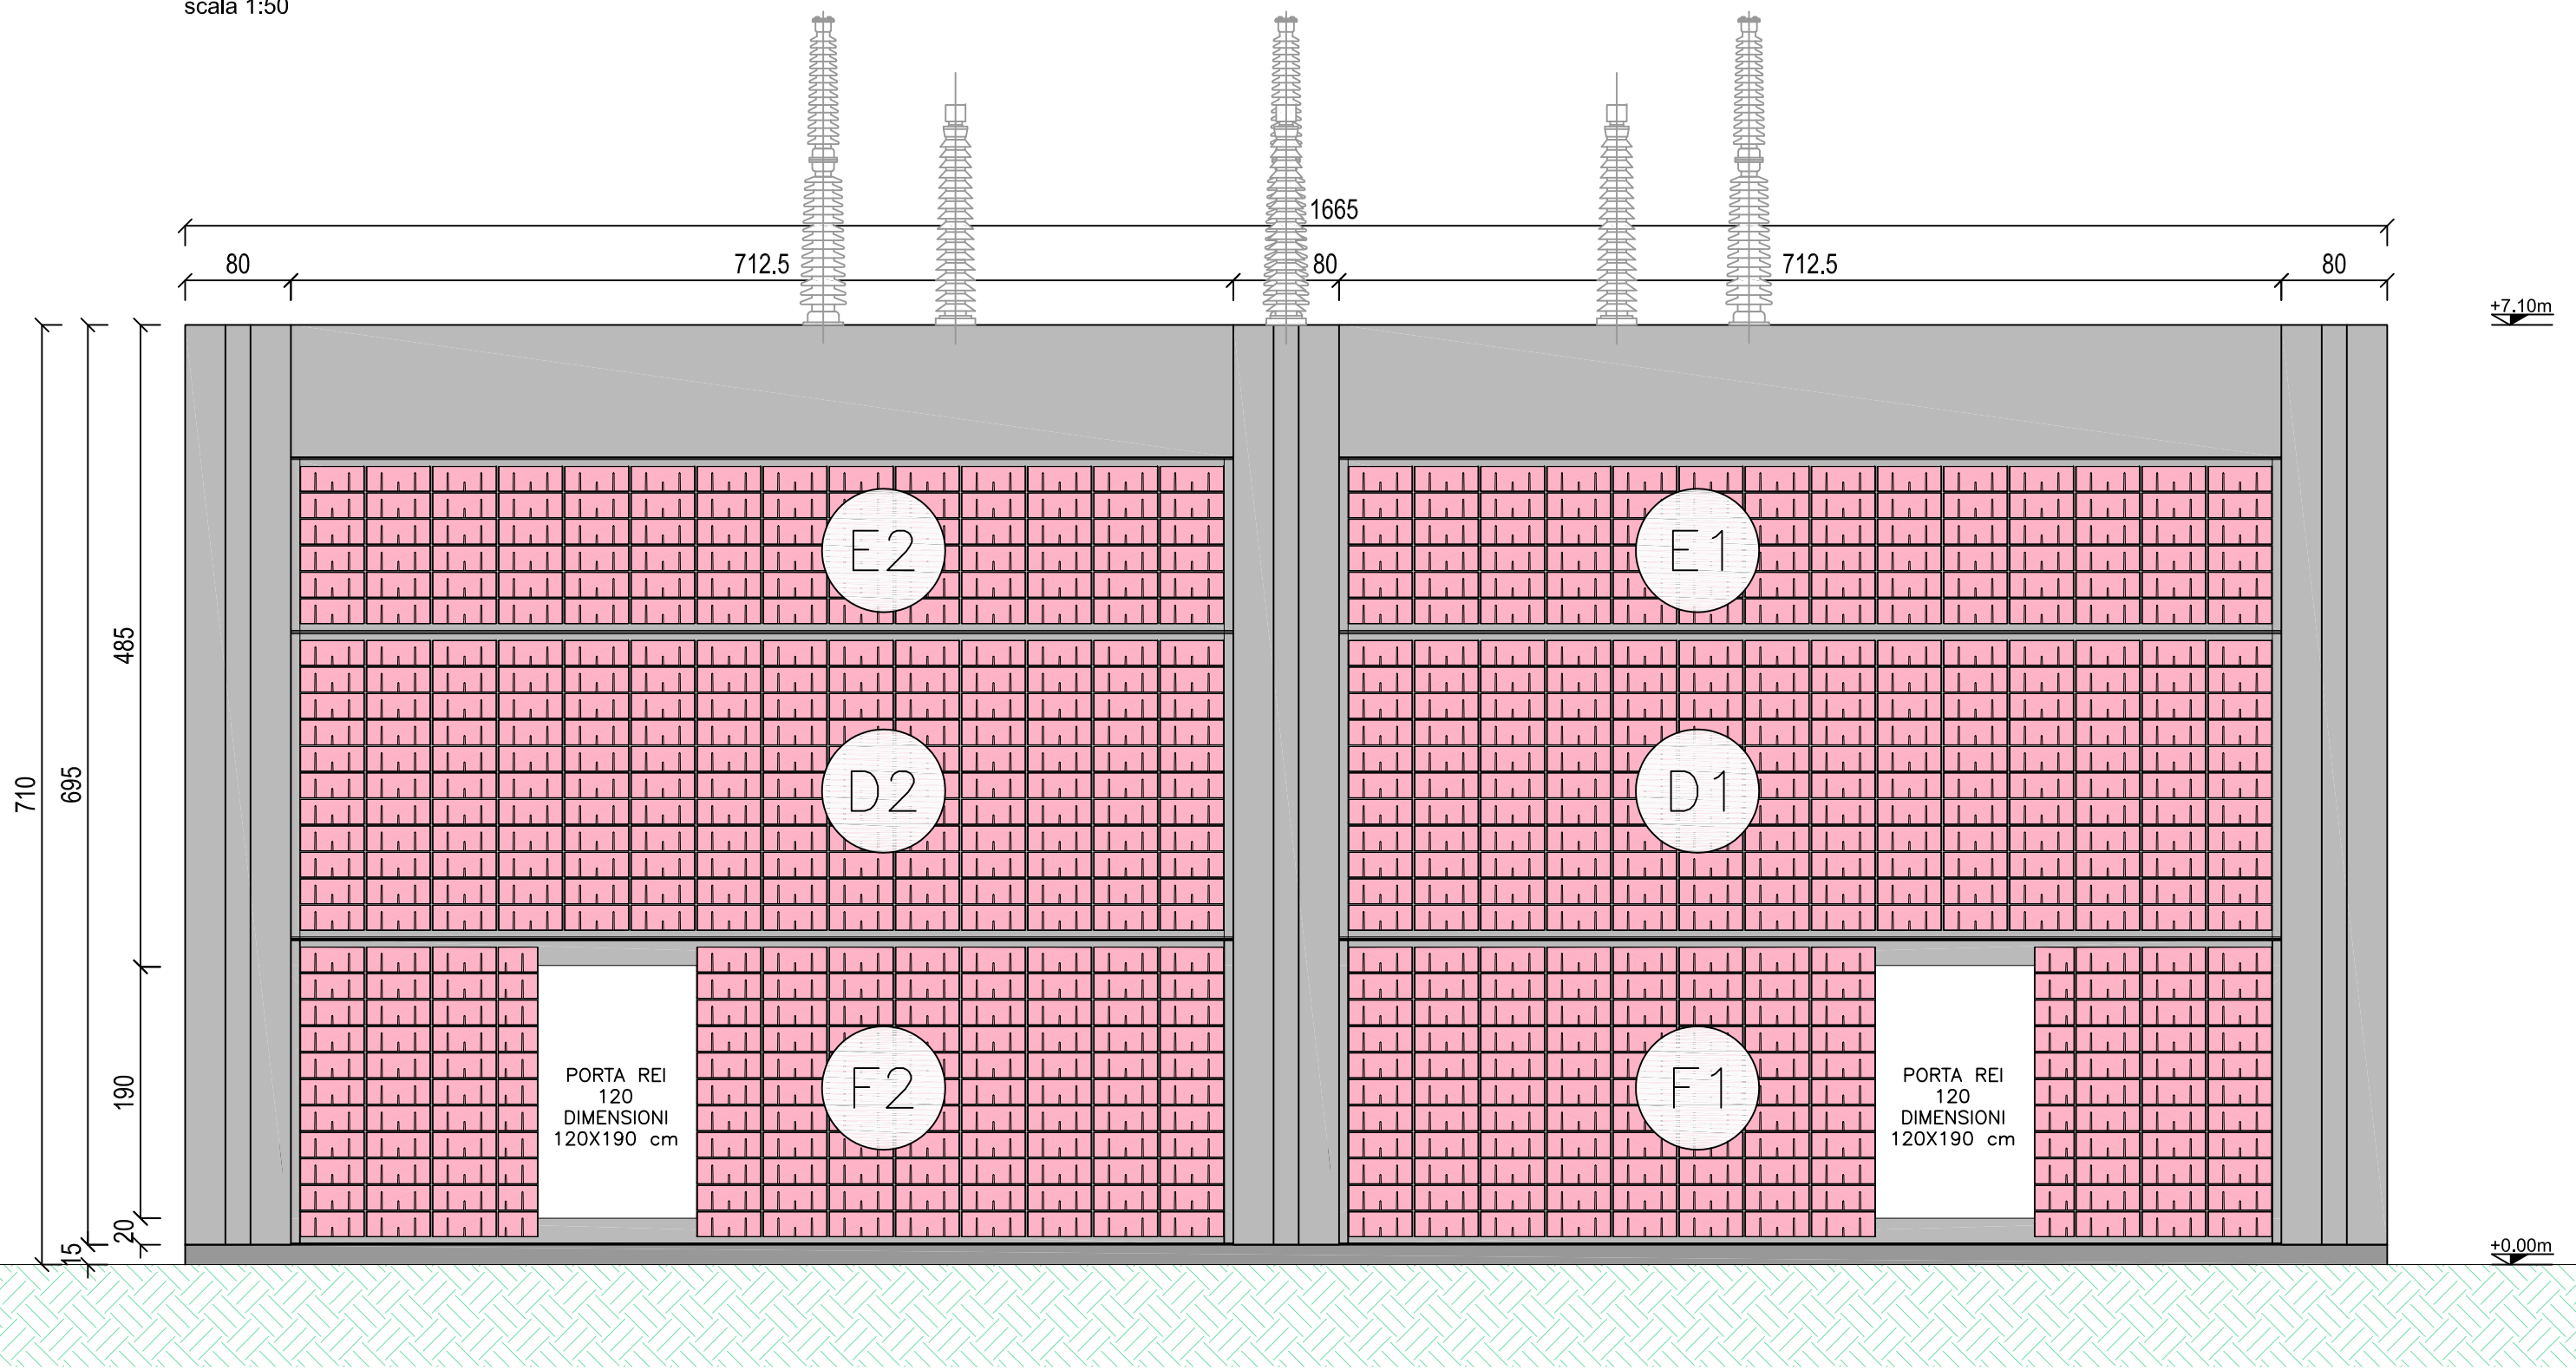 scala 1:50
1665
80
712.5
80
712.5
80
+7.10m
485
710
695
190
20
15
E2
E1
D2
D1
F2
F1
PORTA REI
120
DIMENSIONI
120X190 cm
PORTA REI
120
DIMENSIONI
120X190 cm
+0.00m